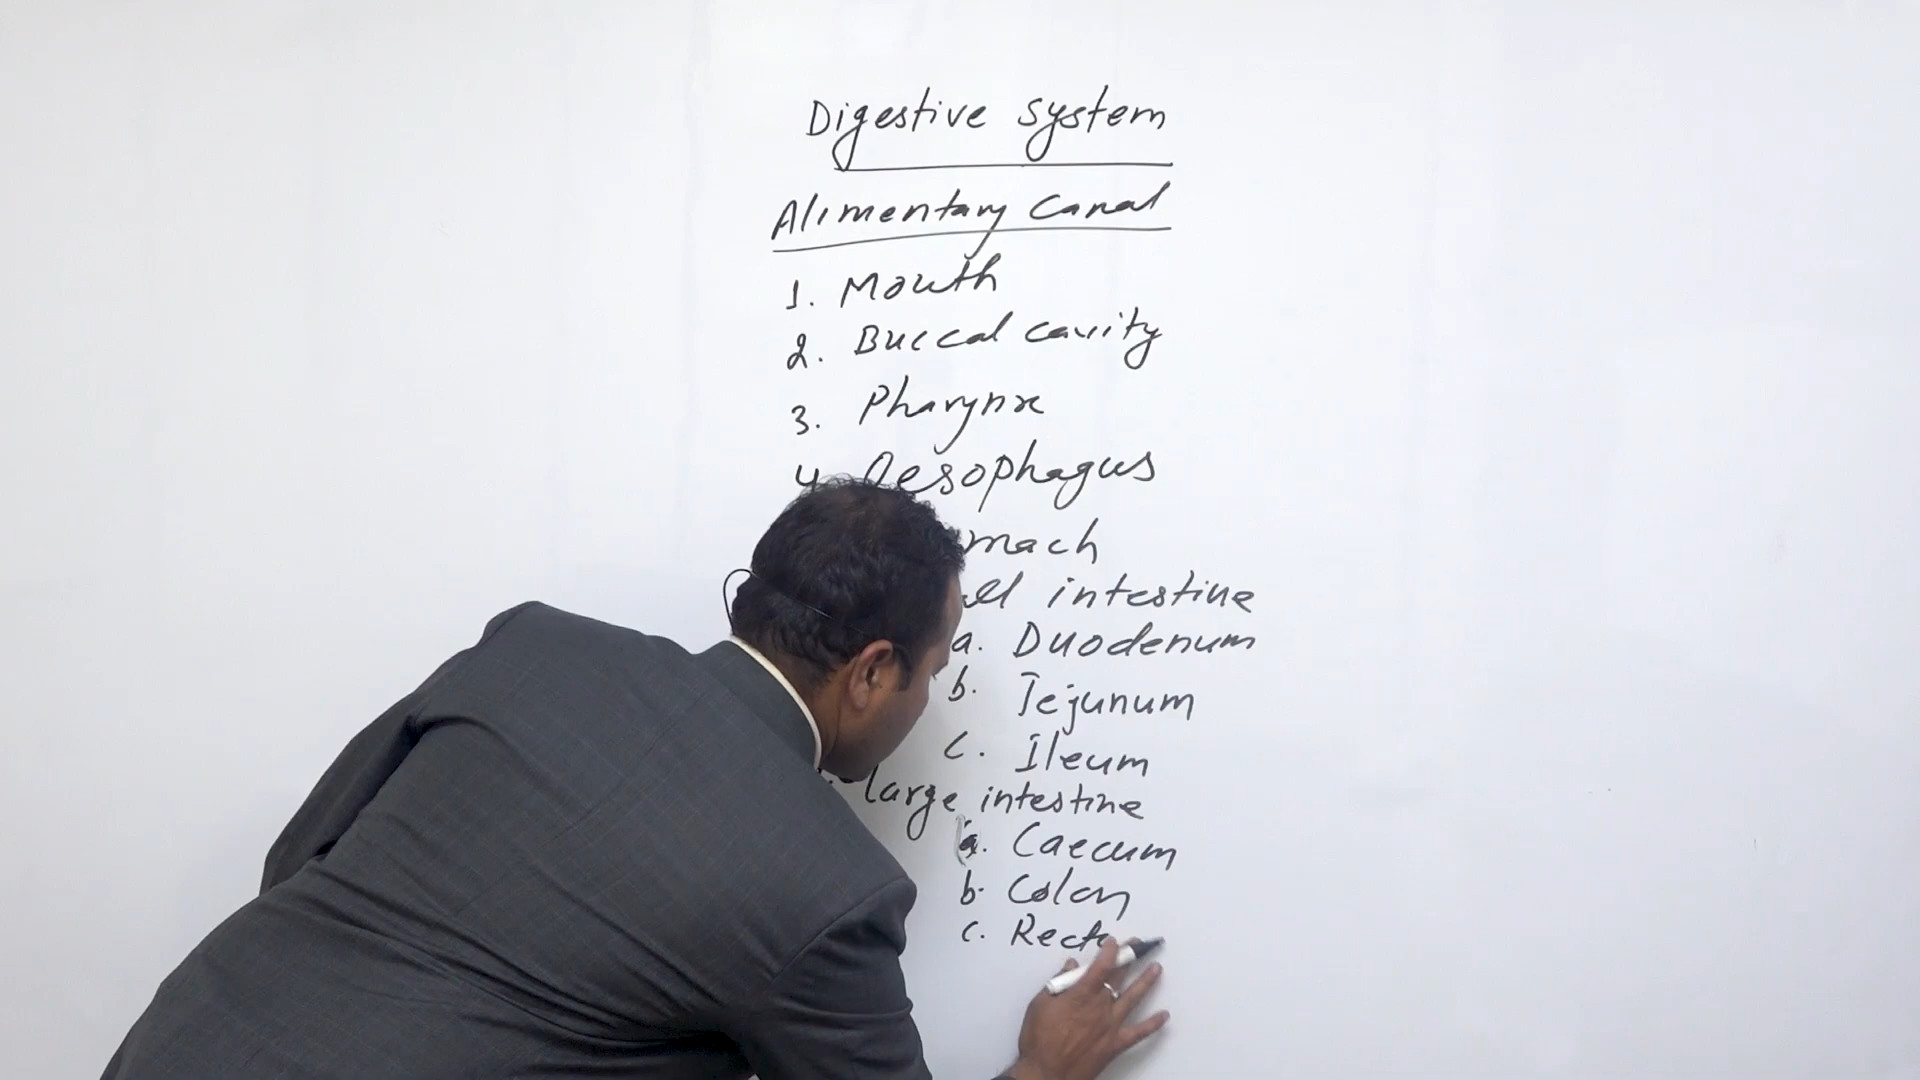 Digestive system
Alimentary Canal
1. Mouth
2. Buccal cavity
3. Pharynx
4. Oesophagus
mach
all intestine
a. Duodenum
b. Jejunum
c. Ileum
large intestine
a. Caecum
b. Colon
c. Rect